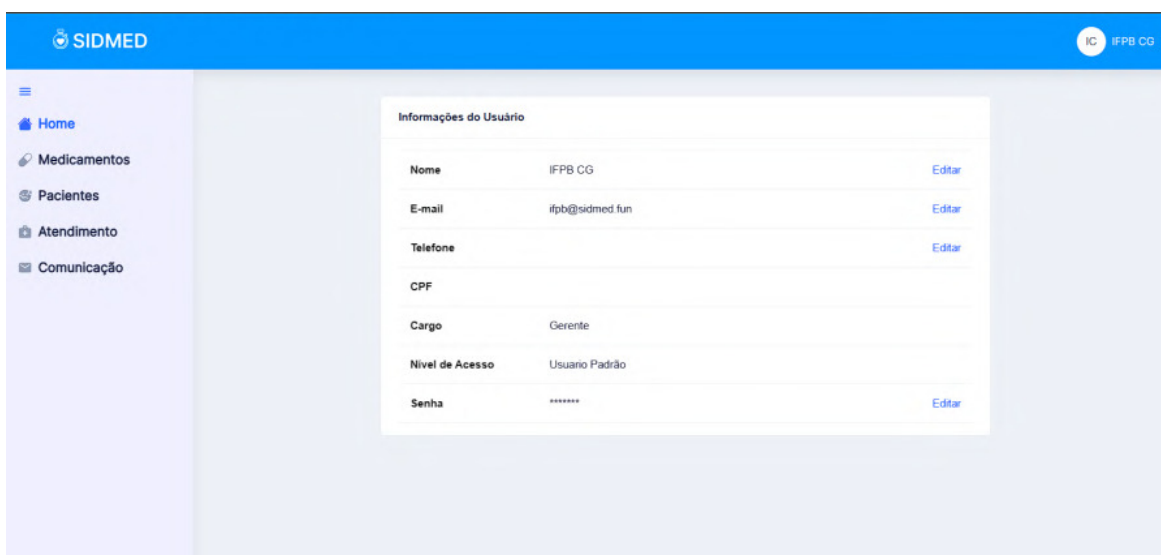 SIDMED
IC IFPB CG
Home
Medicamentos
Pacientes
Atendimento
Comunicação
Informações do Usuário
Nome IFPB CG Editar
E-mail ifpb@sidmed.fun Editar
Telefone Editar
CPF
Cargo Gerente
Nivel de Acesso Usuario Padrão
Senha ******* Editar